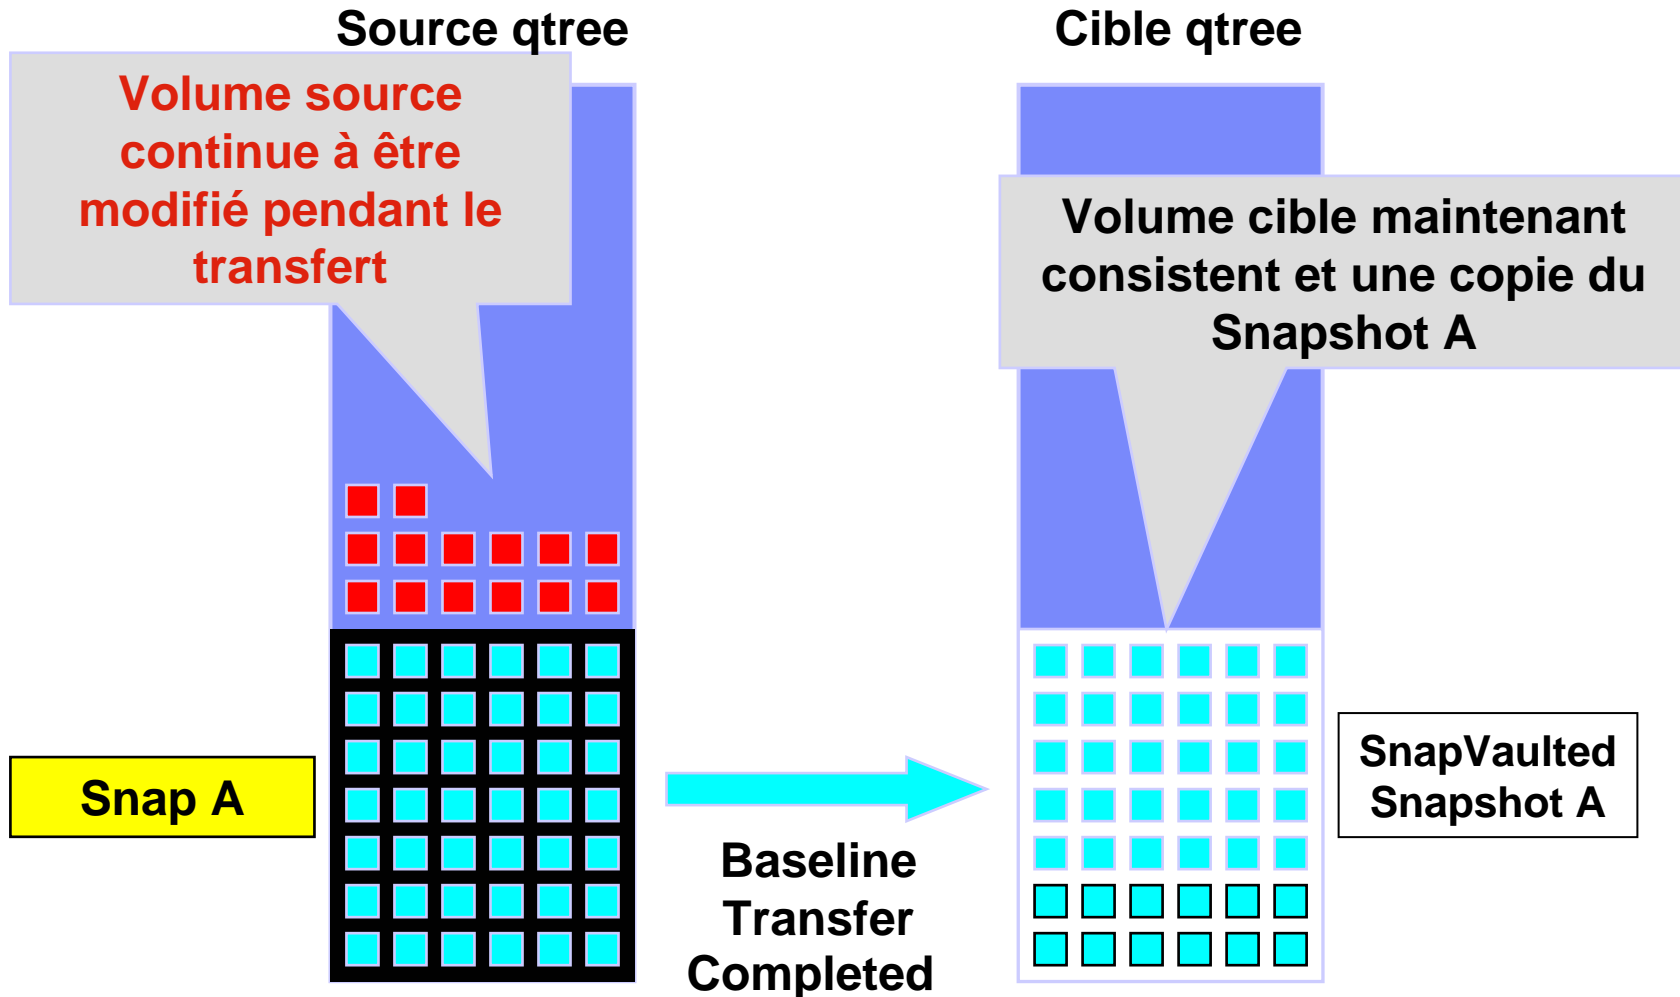 Source qtree
Cible qtree
Volume source
continue à être
modifié pendant le
transfert
Volume cible maintenant
consistent et une copie du
Snapshot A
Snap A
Baseline
Transfer
Completed
SnapVaulted
Snapshot A